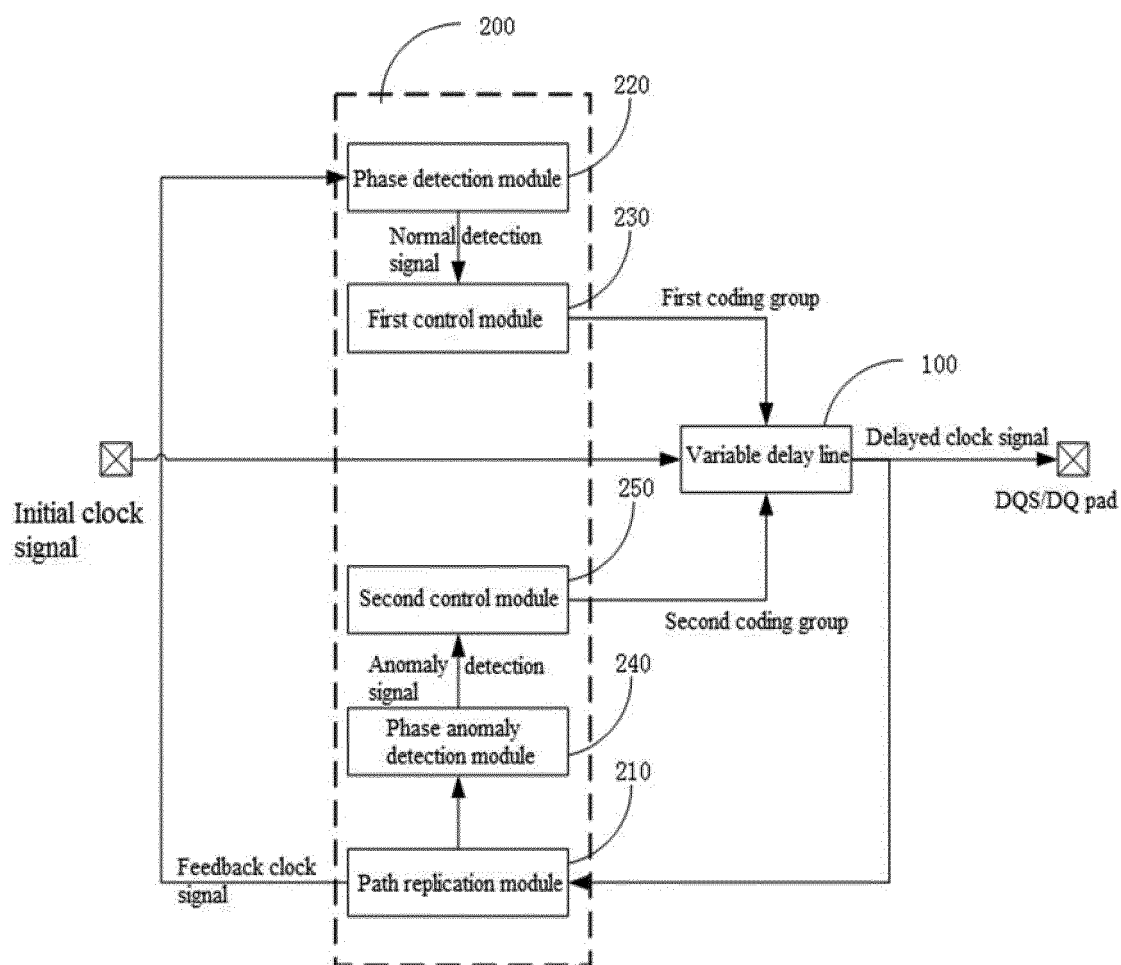 200
220
Phase detection module
230
Normal detection
signal
First control module
First coding group
100
Variable delay line
Delayed clock signal
DQS/DQ pad
Initial clock
signal
250
Second control module
Second coding group
Anomaly detection
signal
240
Phase anomaly
detection module
210
Feedback clock
signal
Path replication module